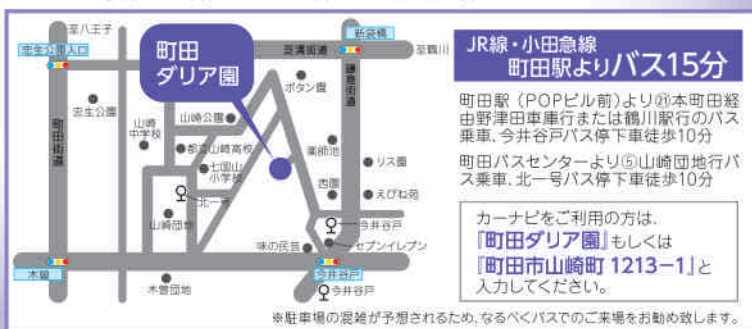 至八王子
忠生公園入口
町田
ダリア園
芝溝街道
新袋橋
至鶴川
鎌倉街道
町田街道
忠生公園
山崎
中学校
山崎公園
ボタン園
都立山崎高校
七国山
小学校
北一号
薬師池
リス園
西園
えびね苑
山崎団地
今井谷戸
味の民芸
セブンイレブン
木曽
木曽団地
今井谷戸
今井谷戸
JR線・小田急線
町田駅よりバス15分
町田駅(POPビル前)より㉑本町田経
由野津田車庫行または鶴川駅行のバス
乗車、今井谷戸バス停下車徒歩10分
町田バスセンターより⑤山崎団地行バ
ス乗車、北一号バス停下車徒歩10分
カーナビをご利用の方は、
『町田ダリア園』もしくは
『町田市山崎町 1213−1』と
入力してください。
※駐車場の混雑が予想されるため、なるべくバスでのご来場をお勧め致します。